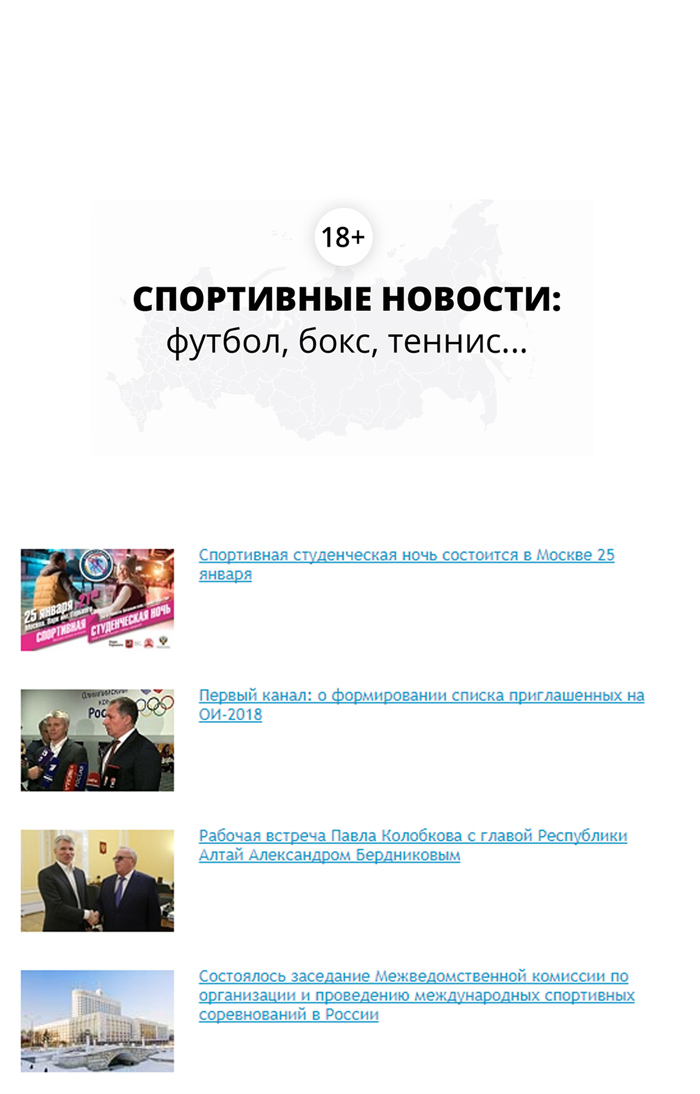 18+
СПОРТИВНЫЕ НОВОСТИ:
футбол, бокс, теннис...
Спортивная студенческая ночь состоится в Москве 25
января
25 января
СПОРТИВНАЯ СТУДЕНЧЕСКАЯ НОЧЬ
Первый канал: о формировании списка приглашенных на
ОИ-2018
Рабочая встреча Павла Колобкова с главой Республики
Алтай Александром Бердниковым
Состоялось заседание Межведомственной комиссии по
организации и проведению международных спортивных
соревнований в России